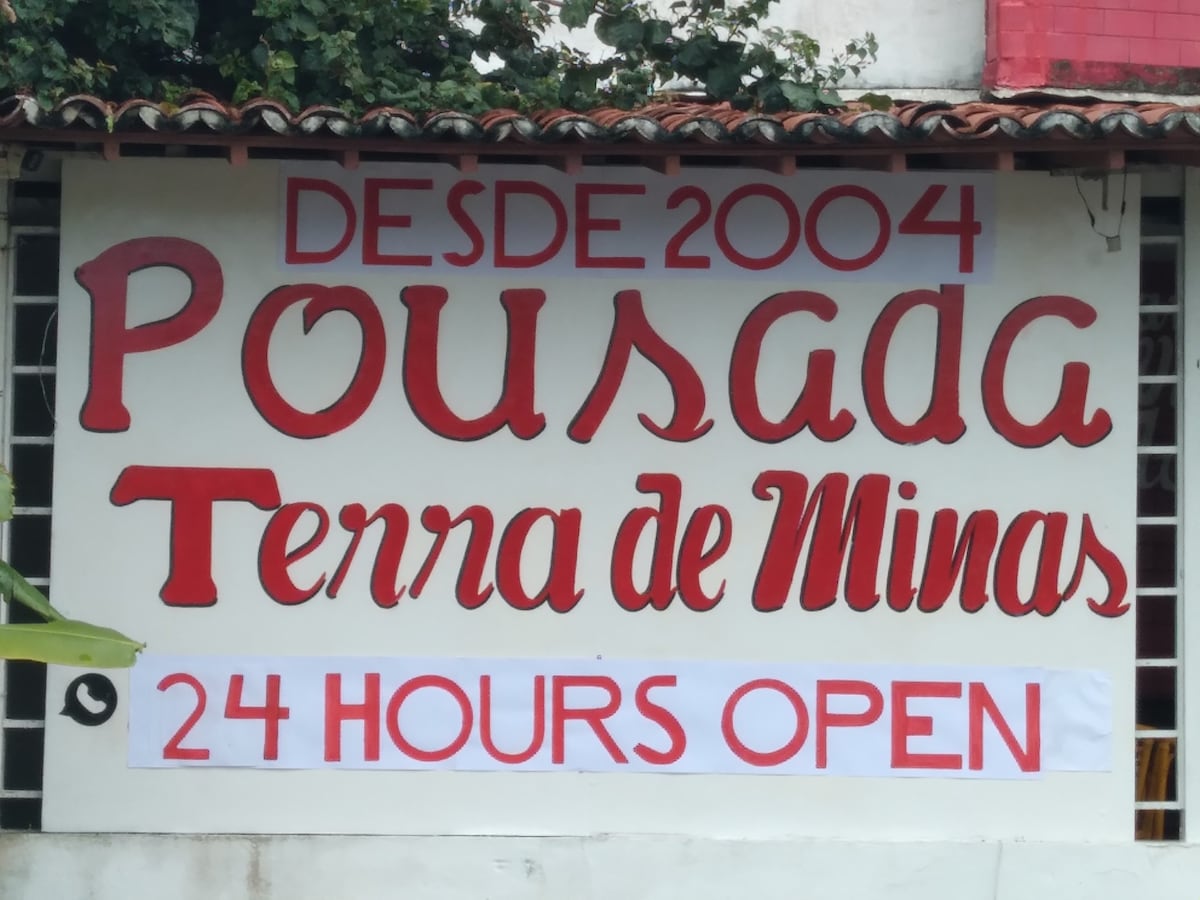 DESDE 2004
Pousada
Terra de Minas
24 HOURS OPEN